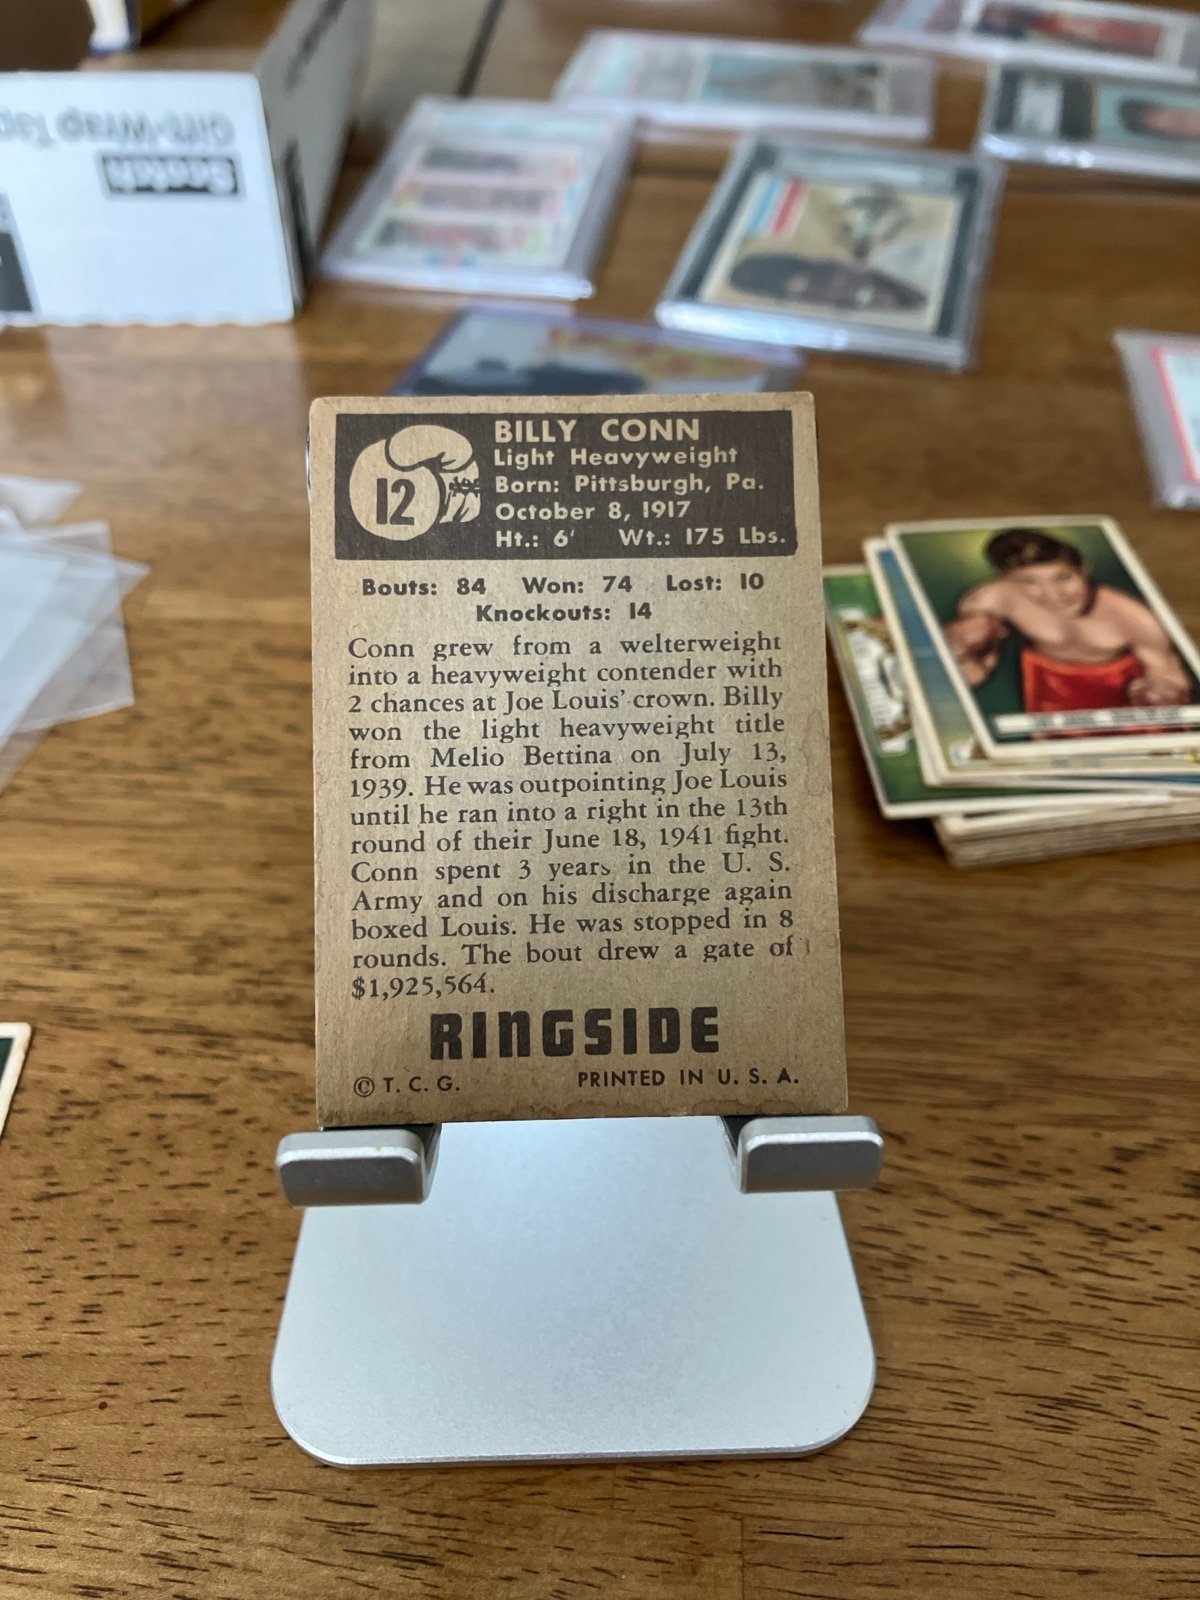 Gift-Wrap Tap
Scotch
12
BILLY CONN
Light Heavyweight
Born: Pittsburgh, Pa.
October 8, 1917
Ht.: 6' Wt.: 175 Lbs.
Bouts: 84 Won: 74 Lost: 10
Knockouts: 14
Conn grew from a welterweight
into a heavyweight contender with
2 chances at Joe Louis' crown. Billy
won the light heavyweight title
from Melio Bettina on July 13,
1939. He was outpointing Joe Louis
until he ran into a right in the 13th
round of their June 18, 1941 fight.
Conn spent 3 years in the U. S.
Army and on his discharge again
boxed Louis. He was stopped in 8
rounds. The bout drew a gate of
$1,925,564.
RINGSIDE
© T. C. G. PRINTED IN U. S. A.